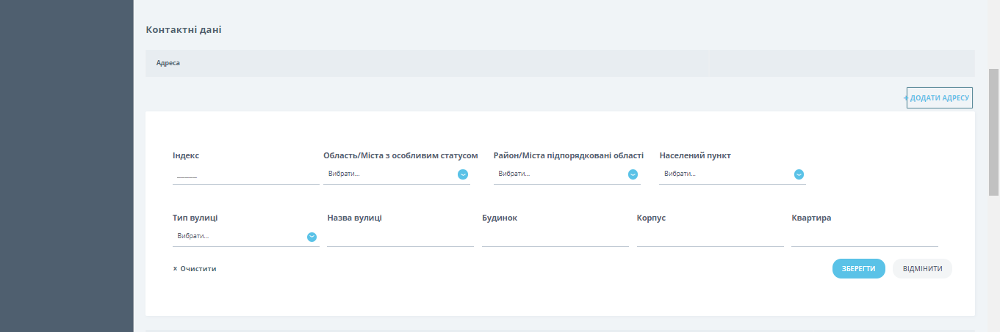 Контактні дані
Адреса
+ ДОДАТИ АДРЕСУ
Індекс Область/Міста з особливим статусом Район/Міста підпорядковані області Населений пункт
_____ Вибрати... Вибрати... Вибрати...
Тип вулиці Назва вулиці Будинок Корпус Квартира
Вибрати...
x Очистити ЗБЕРЕГТИ ВІДМІНИТИ